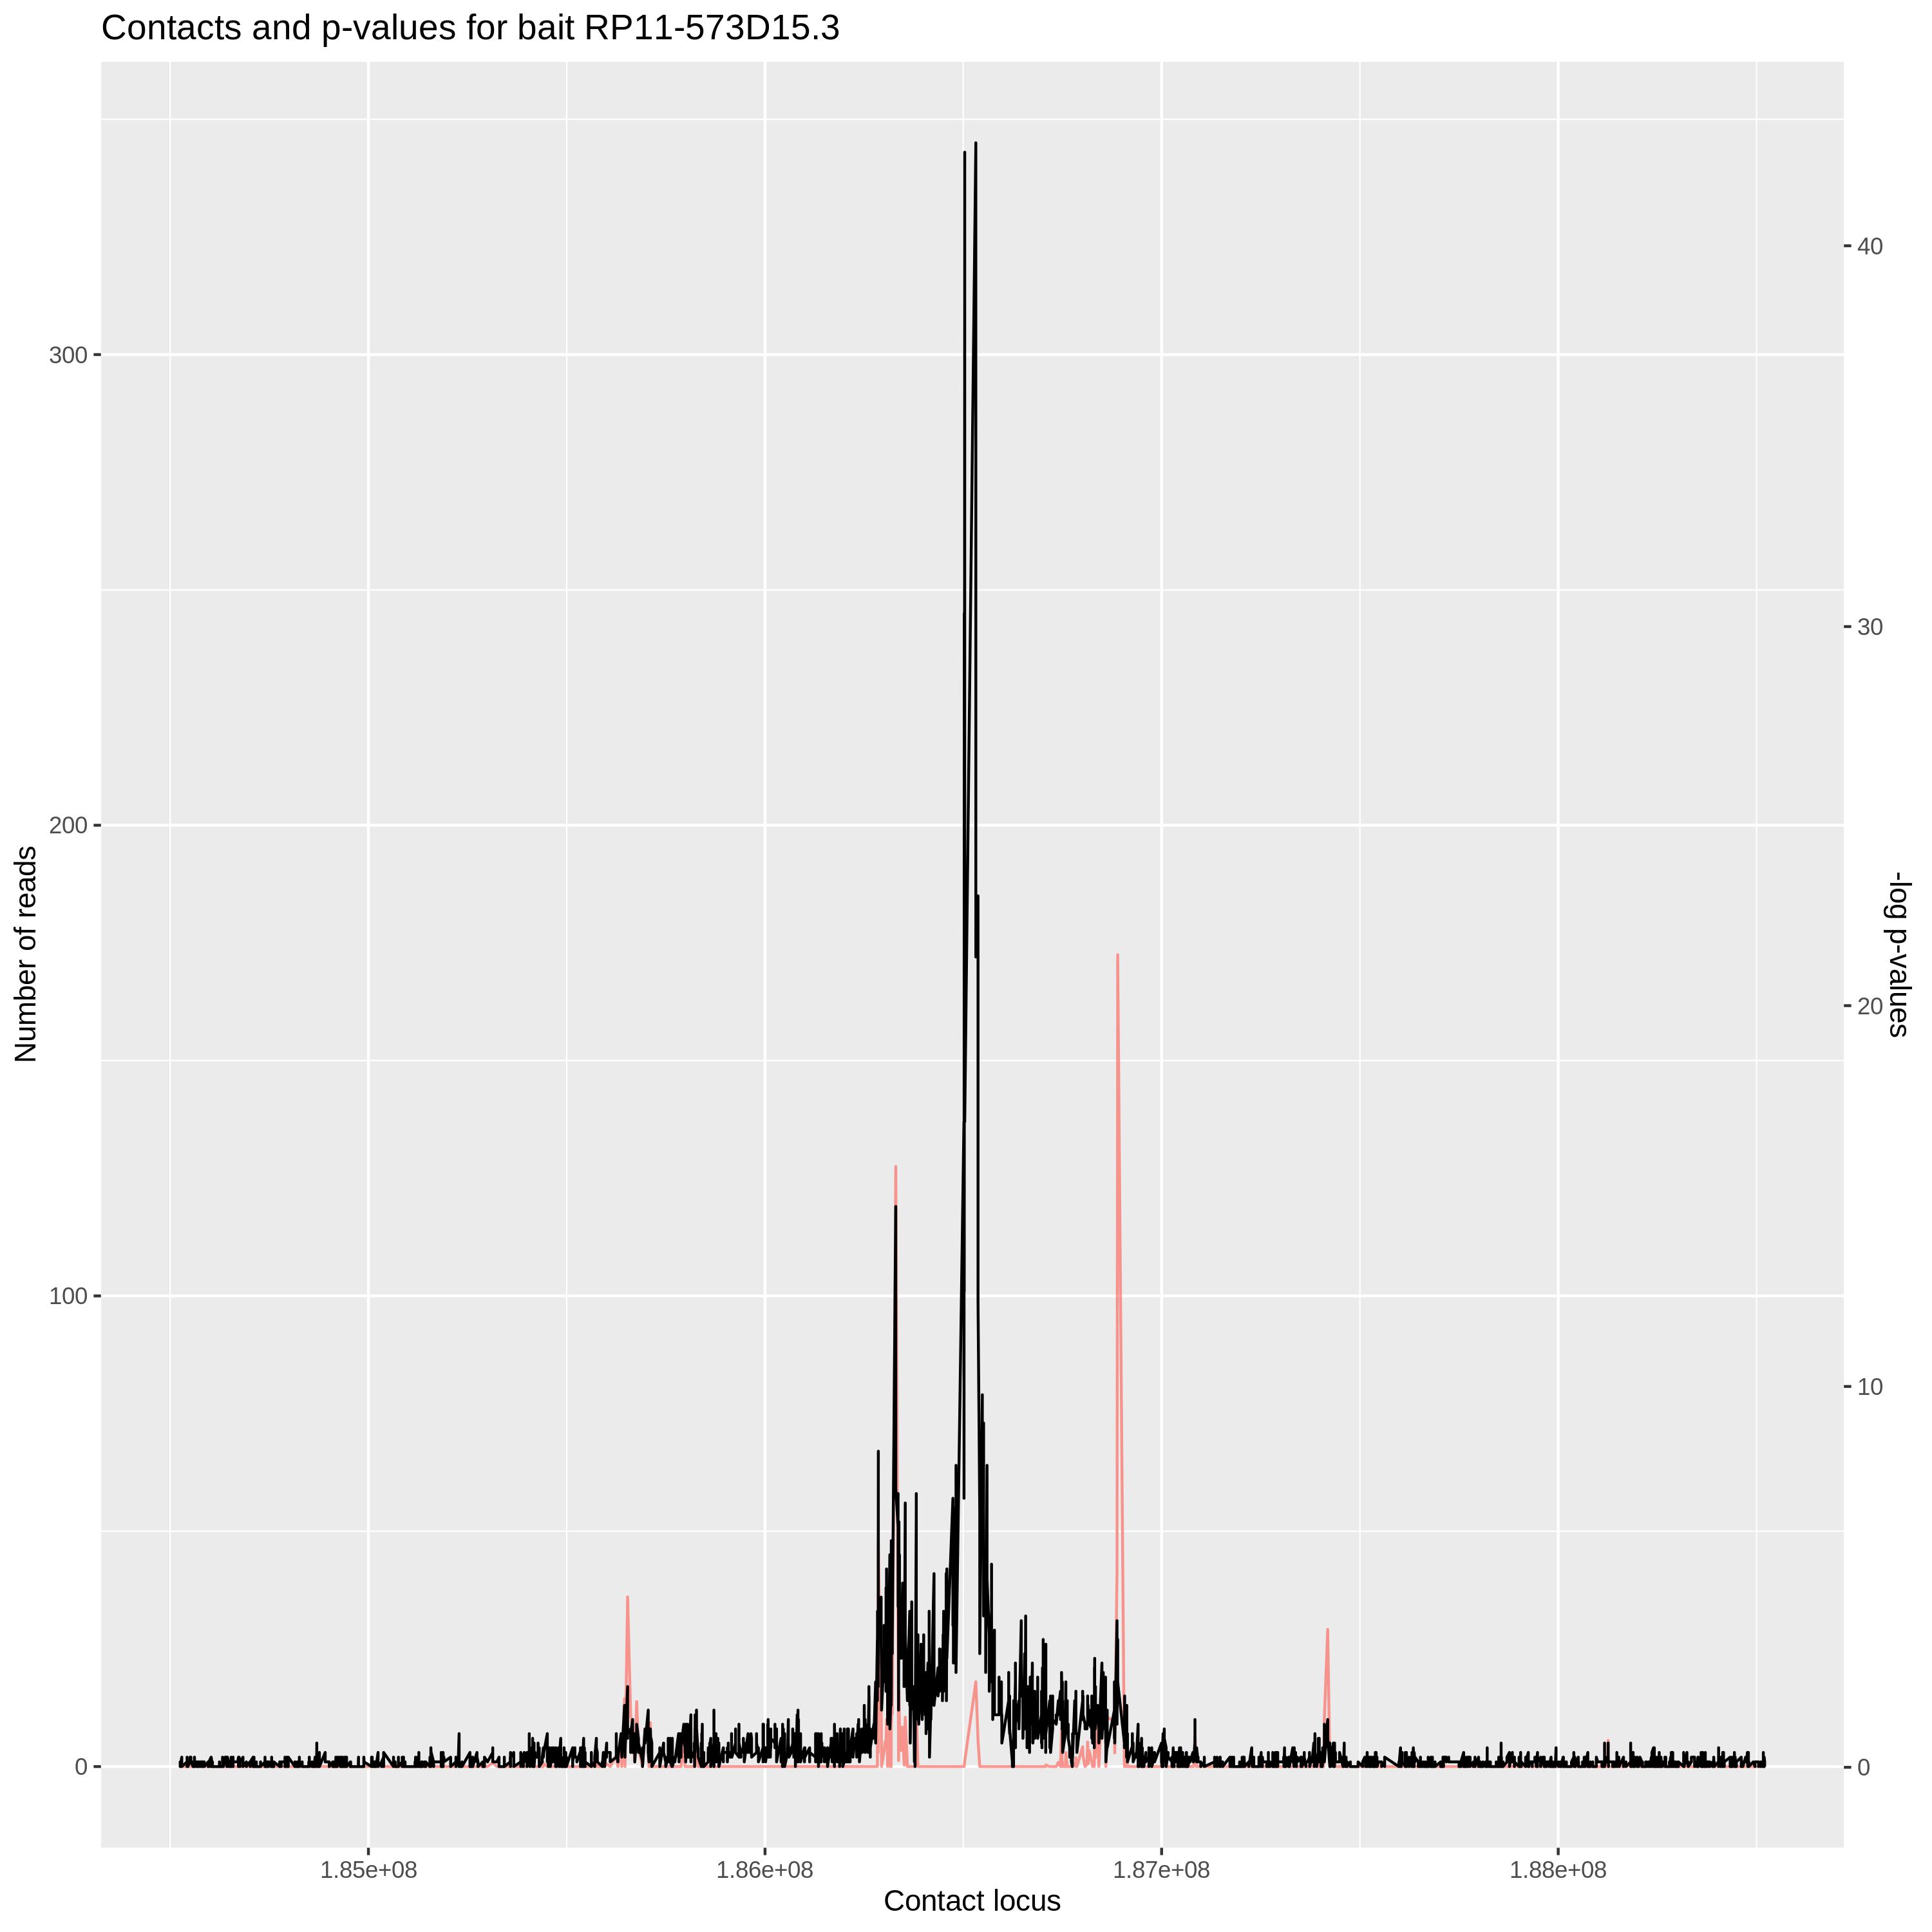 Contacts and p-values for bait RP11-573D15.3
Number of reads
300
200
100
0
40
30
20
10
0
-log p-values
1.85e+08
1.86e+08
1.87e+08
1.88e+08
Contact locus